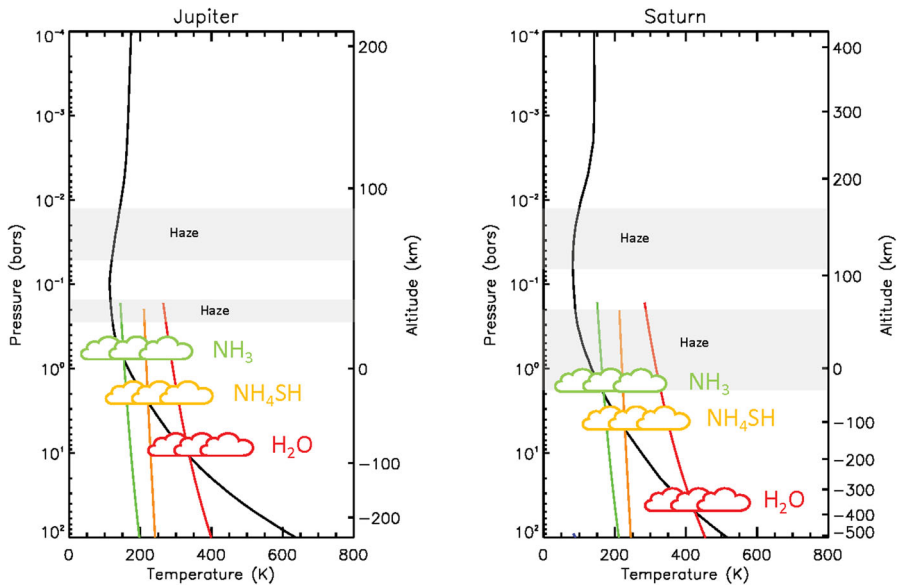 Jupiter
10⁻⁴
10⁻³
10⁻²
10⁻¹
10⁰
10¹
10²
Pressure (bars)
0 200 400 600 800
Temperature (K)
200
100
0
−100
−200
Altitude (km)
Haze
Haze
NH₃
NH₄SH
H₂O
Saturn
10⁻⁴
10⁻³
10⁻²
10⁻¹
10⁰
10¹
10²
Pressure (bars)
0 200 400 600 800
Temperature (K)
400
300
200
100
0
−100
−200
−300
−400
−500
Altitude (km)
Haze
Haze
NH₃
NH₄SH
H₂O